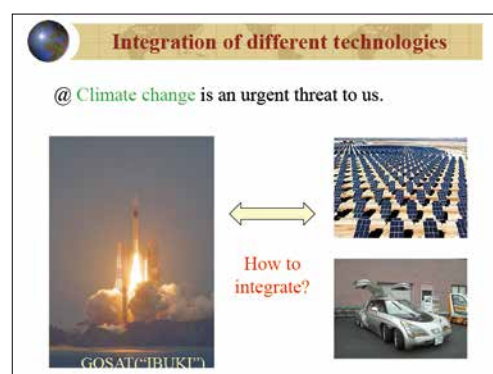 Integration of different technologies
@ Climate change is an urgent threat to us.
How to
integrate?
GOSAT("IBUKI")